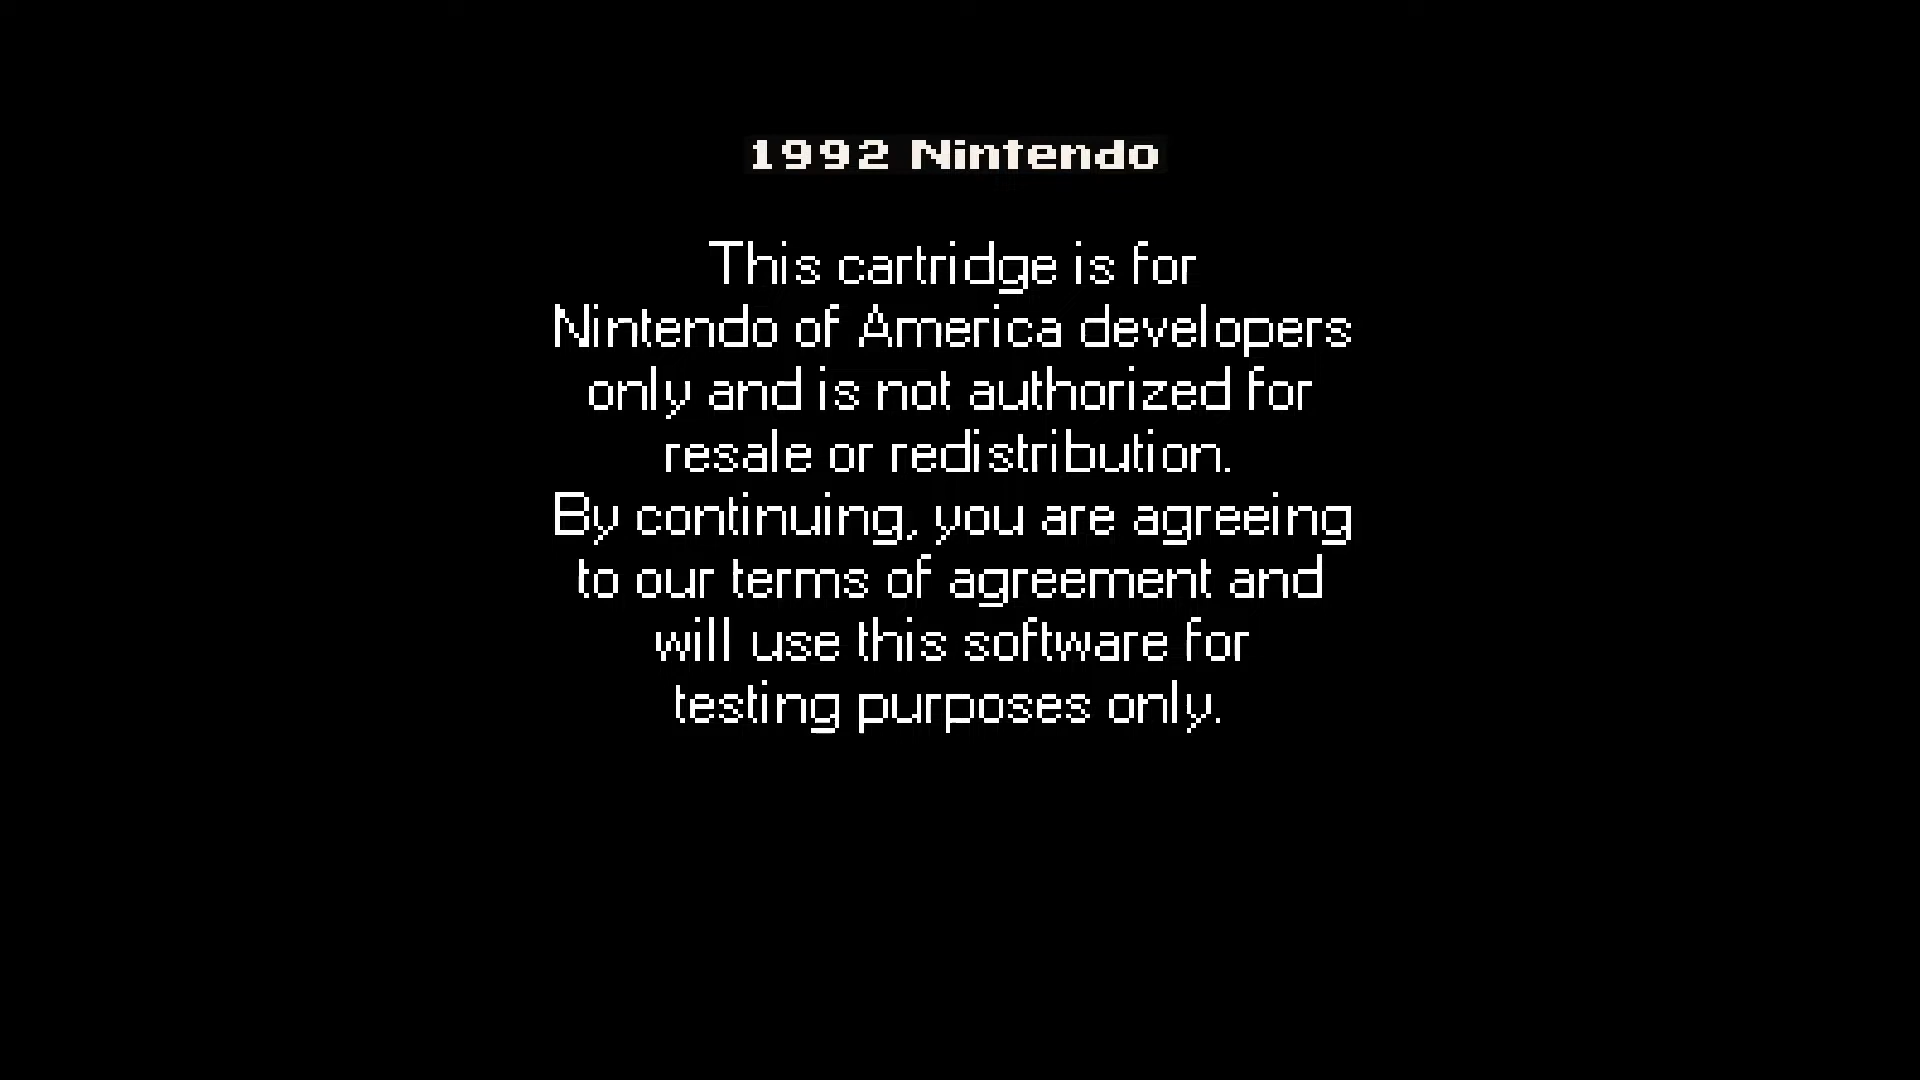 1992 Nintendo
This cartridge is for
Nintendo of America developers
only and is not authorized for
resale or redistribution.
By continuing, you are agreeing
to our terms of agreement and
will use this software for
testing purposes only.